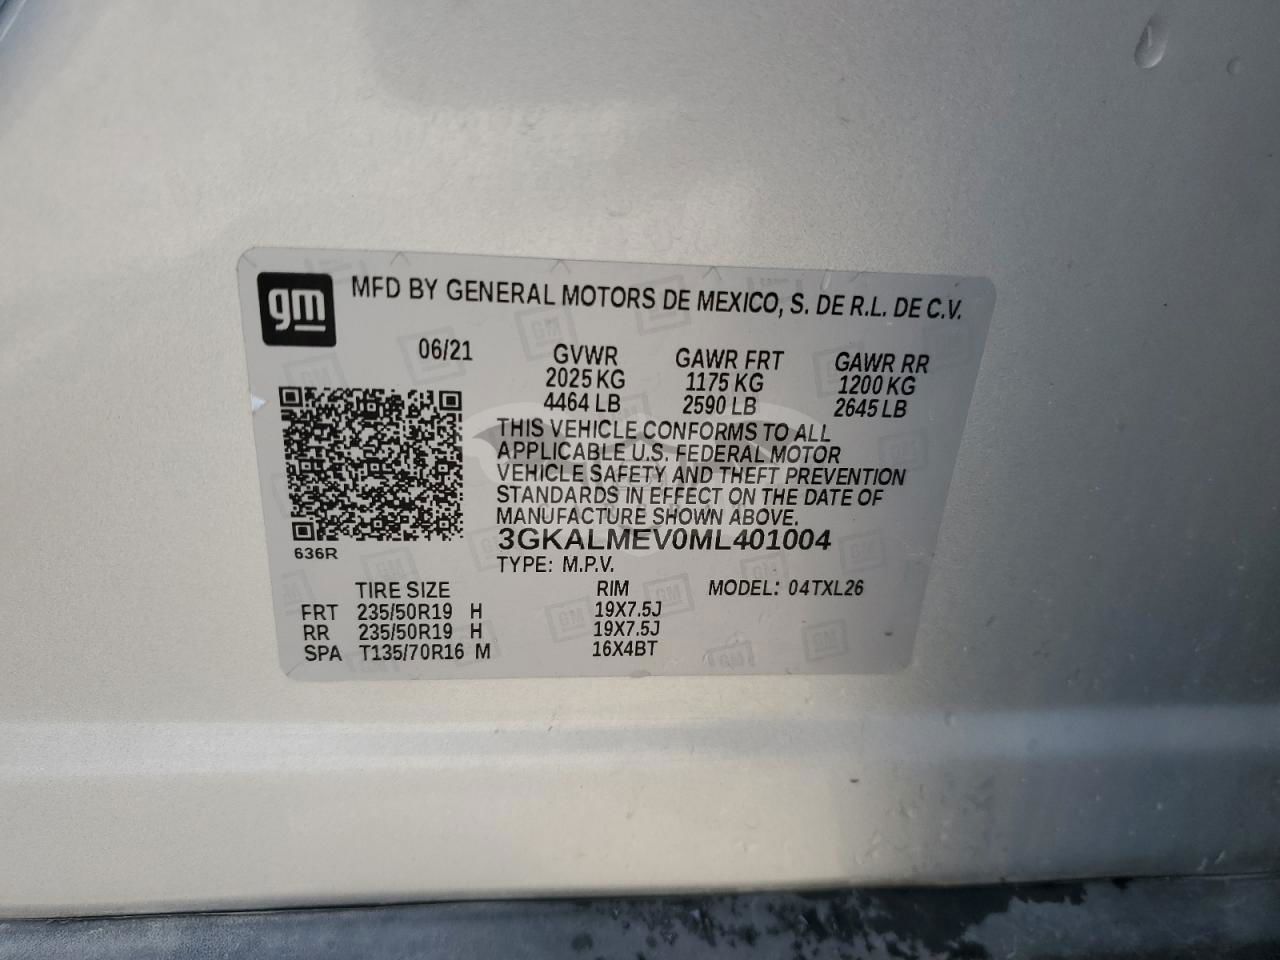 gm
MFD BY GENERAL MOTORS DE MEXICO, S. DE R.L. DE C.V.
06/21 GVWR GAWR FRT GAWR RR
2025 KG 1175 KG 1200 KG
4464 LB 2590 LB 2645 LB
THIS VEHICLE CONFORMS TO ALL
APPLICABLE U.S. FEDERAL MOTOR
VEHICLE SAFETY AND THEFT PREVENTION
STANDARDS IN EFFECT ON THE DATE OF
MANUFACTURE SHOWN ABOVE.
3GKALMEV0ML401004
636R
TYPE: M.P.V.
TIRE SIZE RIM MODEL: 04TXL26
FRT 235/50R19 H 19X7.5J
RR 235/50R19 H 19X7.5J
SPA T135/70R16 M 16X4BT